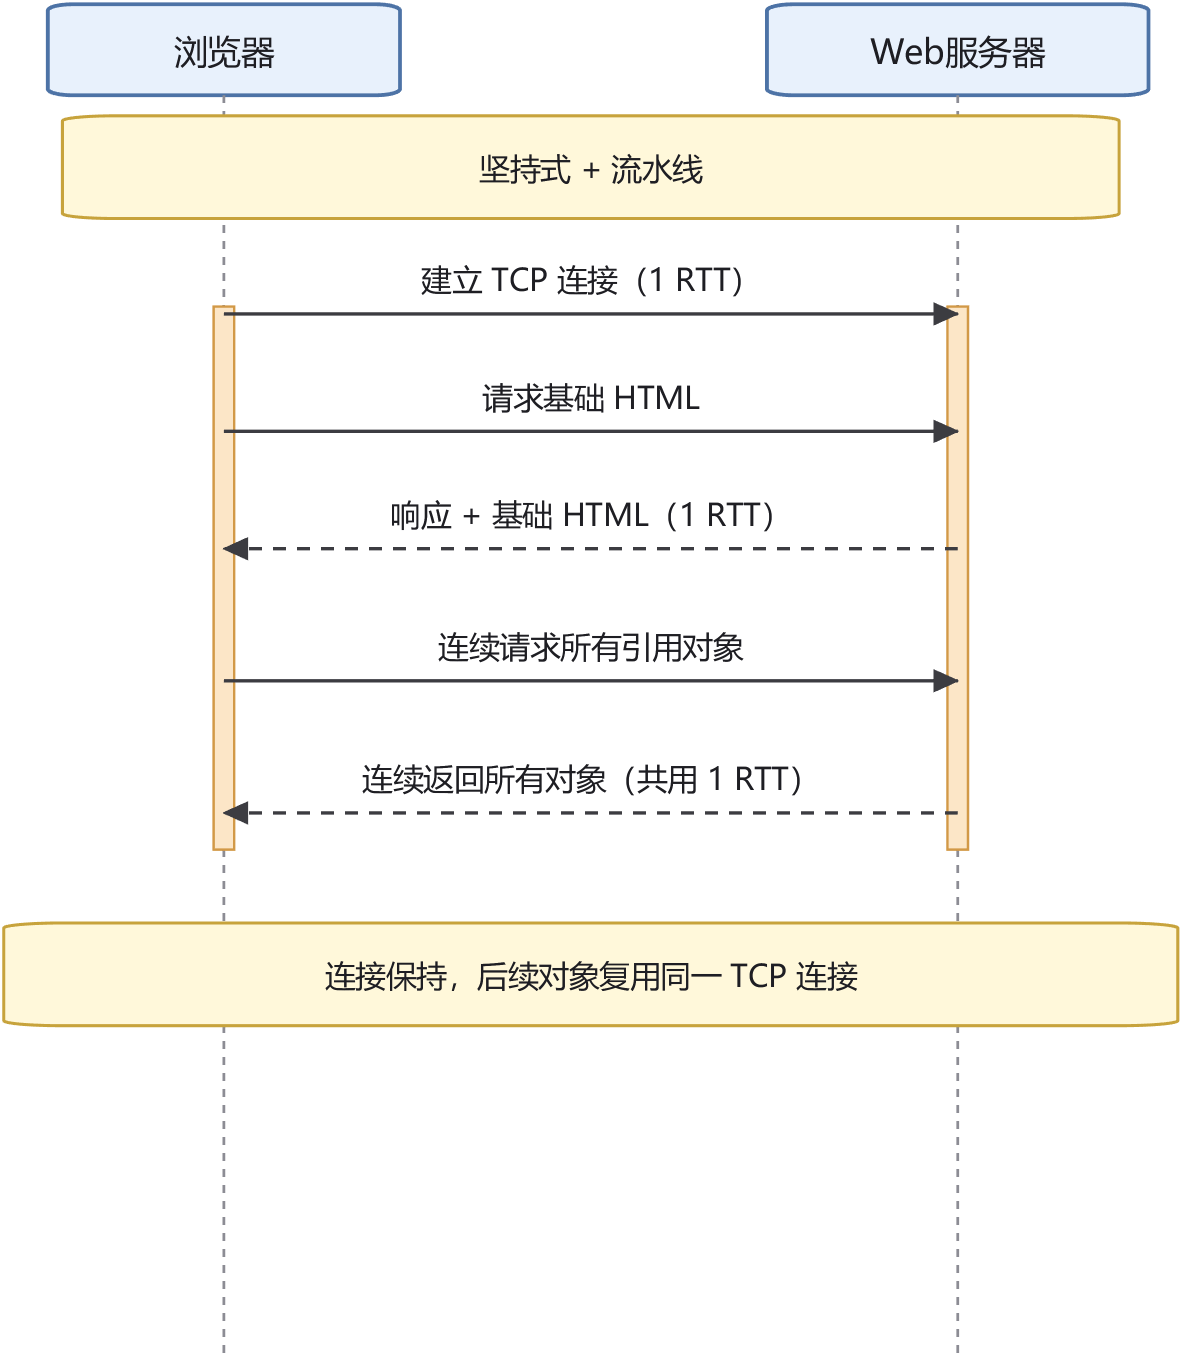 浏览器
Web服务器
坚持式 + 流水线
建立 TCP 连接（1 RTT）
请求基础 HTML
响应 + 基础 HTML（1 RTT）
连续请求所有引用对象
连续返回所有对象（共用 1 RTT）
连接保持，后续对象复用同一 TCP 连接